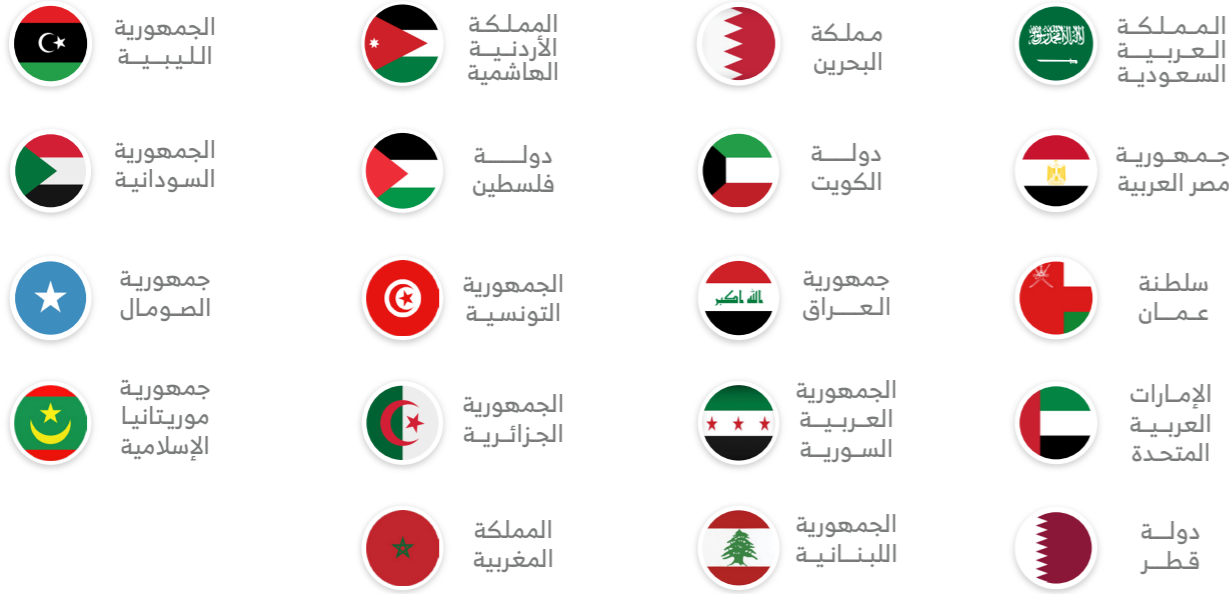 المملكة
العربية
السعودية
جمهورية
مصر العربية
سلطنة
عمان
الإمارات
العربية
المتحدة
دولة
قطر
مملكة
البحرين
دولة
الكويت
جمهورية
العراق
الله اكبر
الجمهورية
العربية
السورية
الجمهورية
اللبنانية
المملكة
الأردنية
الهاشمية
دولة
فلسطين
الجمهورية
التونسية
الجمهورية
الجزائرية
المملكة
المغربية
الجمهورية
الليبية
الجمهورية
السودانية
جمهورية
الصومال
جمهورية
موريتانيا
الإسلامية